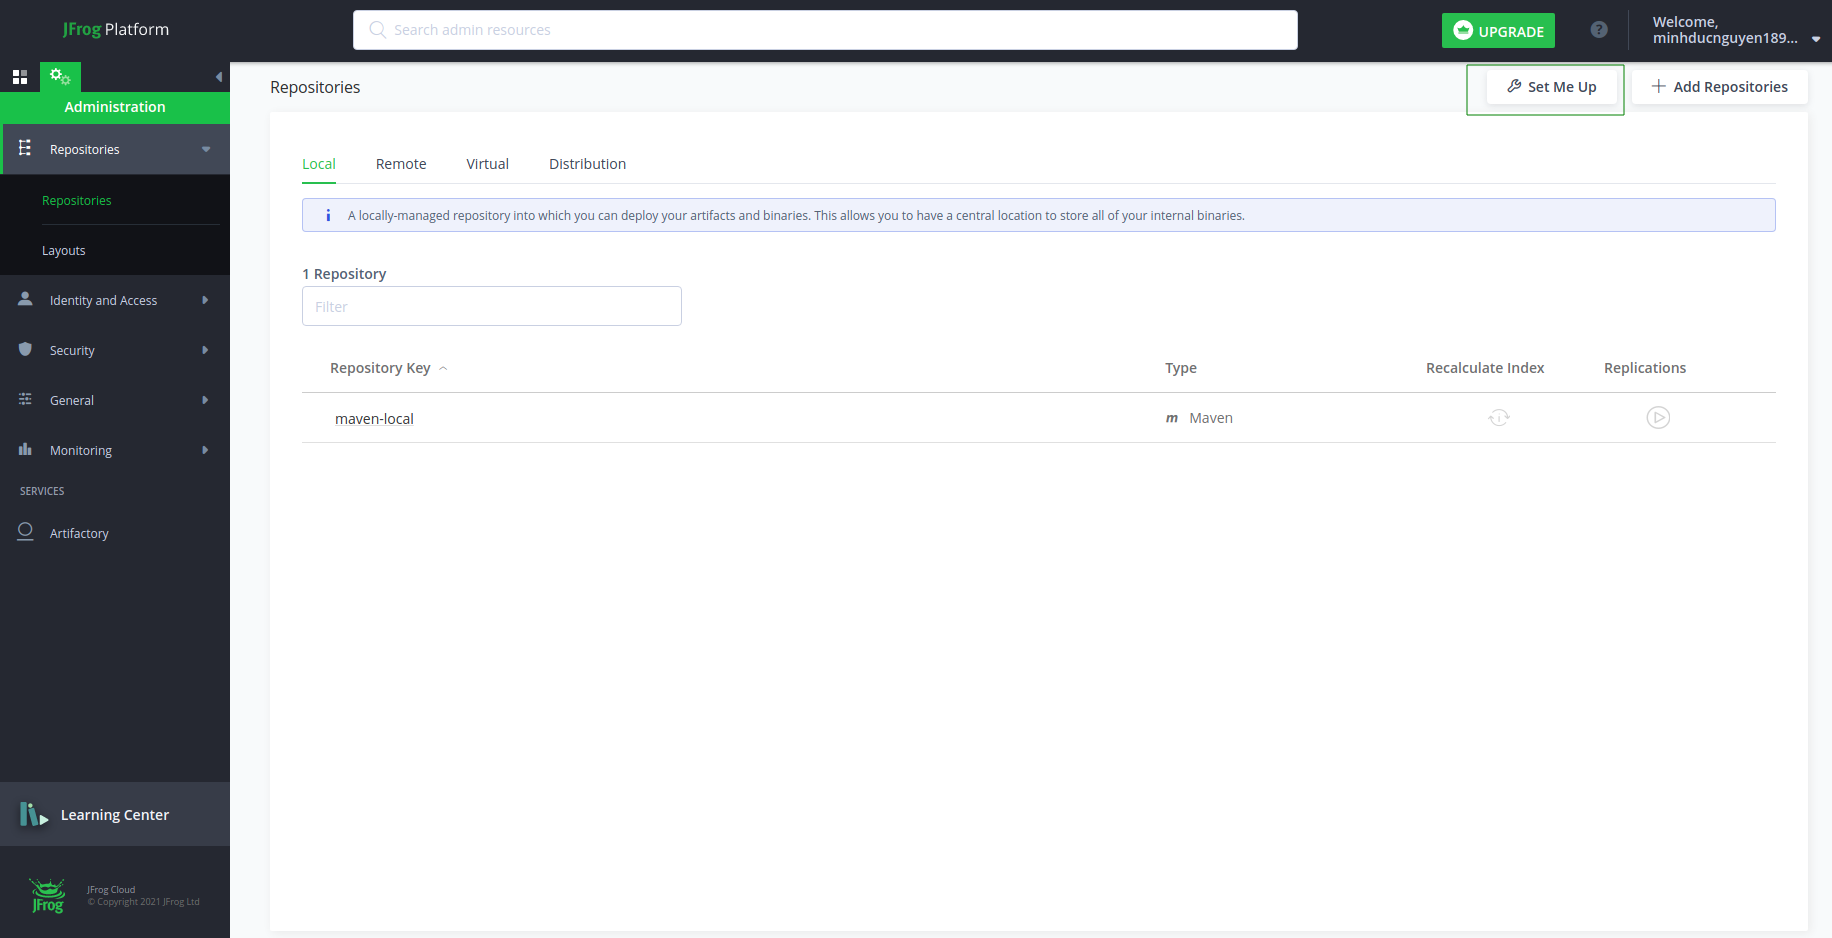 JFrog Platform
Search admin resources
UPGRADE
?
Welcome,
minhducnguyen189...
Administration
Repositories
Repositories
Layouts
Identity and Access
Security
General
Monitoring
SERVICES
Artifactory
Learning Center
JFrog
JFrog Cloud
© Copyright 2021 JFrog Ltd
Repositories
Set Me Up
Add Repositories
Local Remote Virtual Distribution
i A locally-managed repository into which you can deploy your artifacts and binaries. This allows you to have a central location to store all of your internal binaries.
1 Repository
Filter
Repository Key Type Recalculate Index Replications
maven-local m Maven